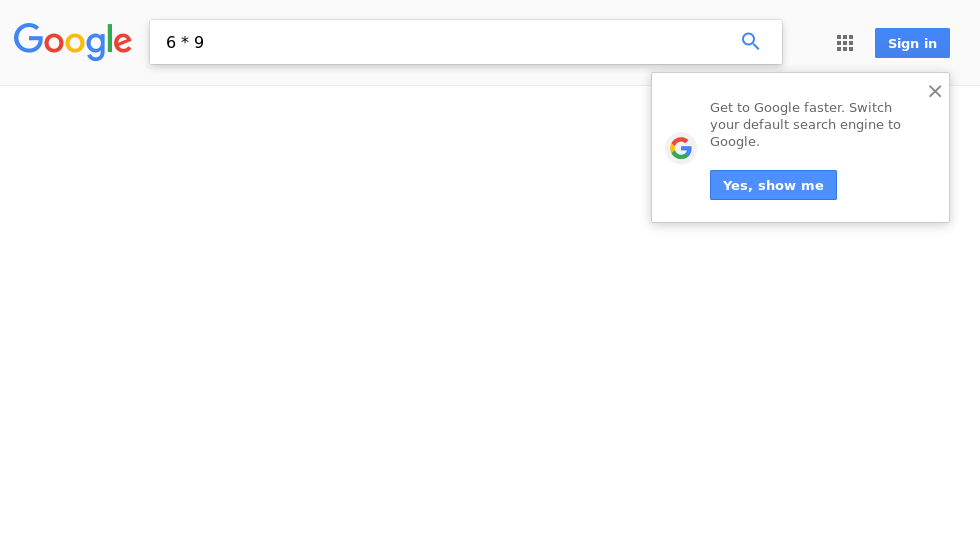 Google
6 * 9
Sign in
Get to Google faster. Switch
your default search engine to
Google.
Yes, show me